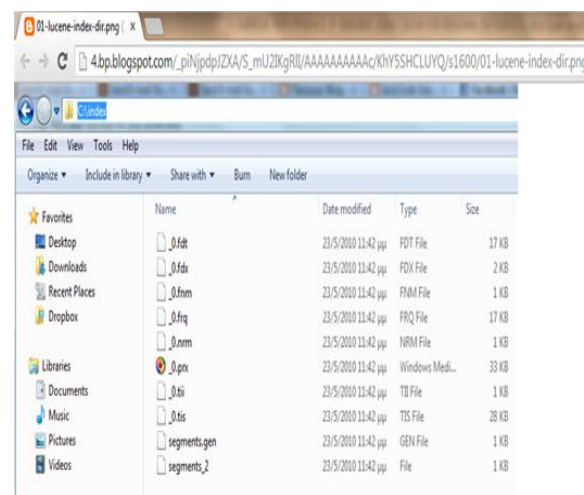 01-lucene-index-dir.png (
4.bp.blogspot.com/_piNjpdpJZXA/S_mU2IKgRlI/AAAAAAAAAAc/KhY5SHCLUYQ/s1600/01-lucene-index-dir.png
C:\index
File Edit View Tools Help
Organize Include in library Share with Burn New folder
Name Date modified Type Size
Favorites
Desktop
Downloads
Recent Places
Dropbox
Libraries
Documents
Music
Pictures
Videos
_0.fdt 23/5/2010 11:42 μμ FDT File 17 KB
_0.fdx 23/5/2010 11:42 μμ FDX File 2 KB
_0.fnm 23/5/2010 11:42 μμ FNM File 1 KB
_0.frq 23/5/2010 11:42 μμ FRQ File 17 KB
_0.nrm 23/5/2010 11:42 μμ NRM File 1 KB
_0.prx 23/5/2010 11:42 μμ Windows Medi... 33 KB
_0.tii 23/5/2010 11:42 μμ TII File 1 KB
_0.tis 23/5/2010 11:42 μμ TIS File 28 KB
segments.gen 23/5/2010 11:42 μμ GEN File 1 KB
segments_2 23/5/2010 11:42 μμ File 1 KB